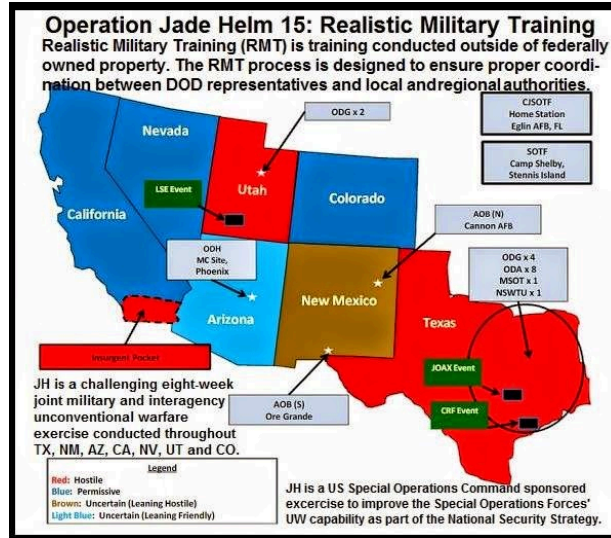 Operation Jade Helm 15: Realistic Military Training
Realistic Military Training (RMT) is training conducted outside of federally
owned property. The RMT process is designed to ensure proper coordi-
nation between DOD representatives and local andregional authorities.
ODG x 2
CJSOTF
Home Station
Eglin AFB, FL
SOTF
Camp Shelby,
Stennis Island
Nevada
Utah
LSE Event
Colorado
California
AOB (N)
Cannon AFB
ODH
MC Site,
Phoenix
ODG x 4
ODA x 8
MSOT x 1
NSWTU x 1
New Mexico
Arizona
Texas
Insurgent Pocket
JOAX Event
CRF Event
AOB (S)
Ore Grande
JH is a challenging eight-week
joint military and interagency
unconventional warfare
exercise conducted throughout
TX, NM, AZ, CA, NV, UT and CO.
Legend
Red: Hostile
Blue: Permissive
Brown: Uncertain (Leaning Hostile)
Light Blue: Uncertain (Leaning Friendly)
JH is a US Special Operations Command sponsored
excercise to improve the Special Operations Forces'
UW capability as part of the National Security Strategy.